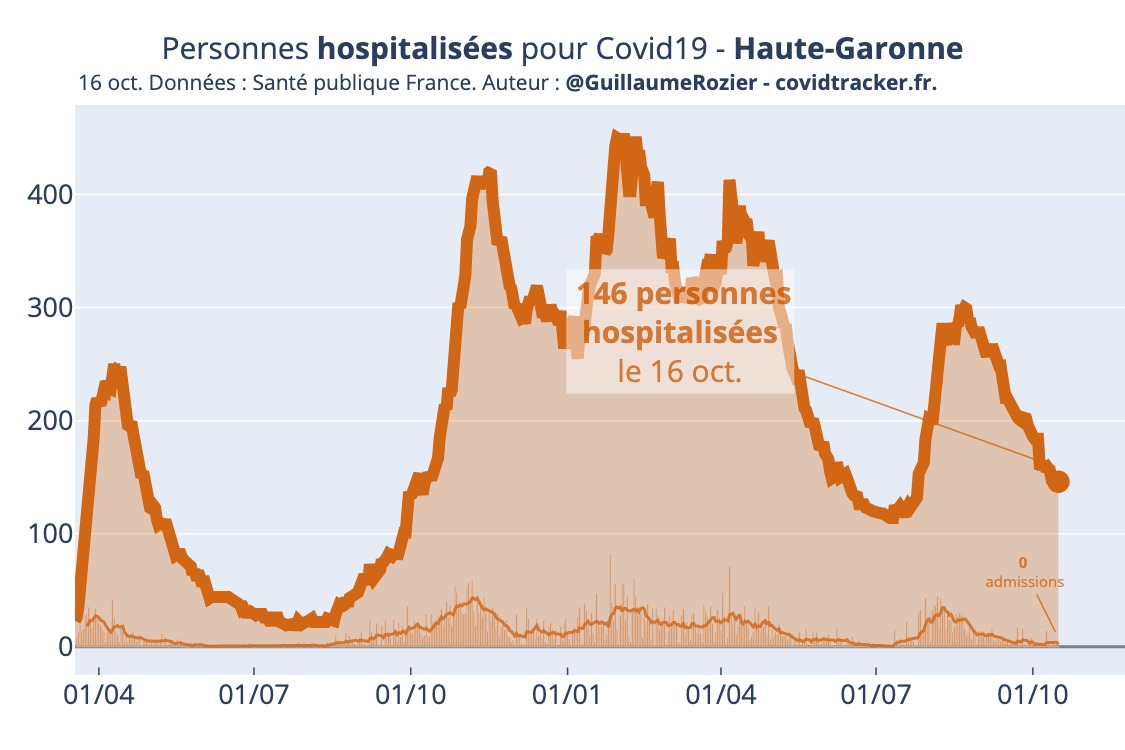 Personnes hospitalisées pour Covid19 - Haute-Garonne
16 oct. Données : Santé publique France. Auteur : @GuillaumeRozier - covidtracker.fr.
400
300
200
100
0
146 personnes
hospitalisées
le 16 oct.
0
admissions
01/04 01/07 01/10 01/01 01/04 01/07 01/10